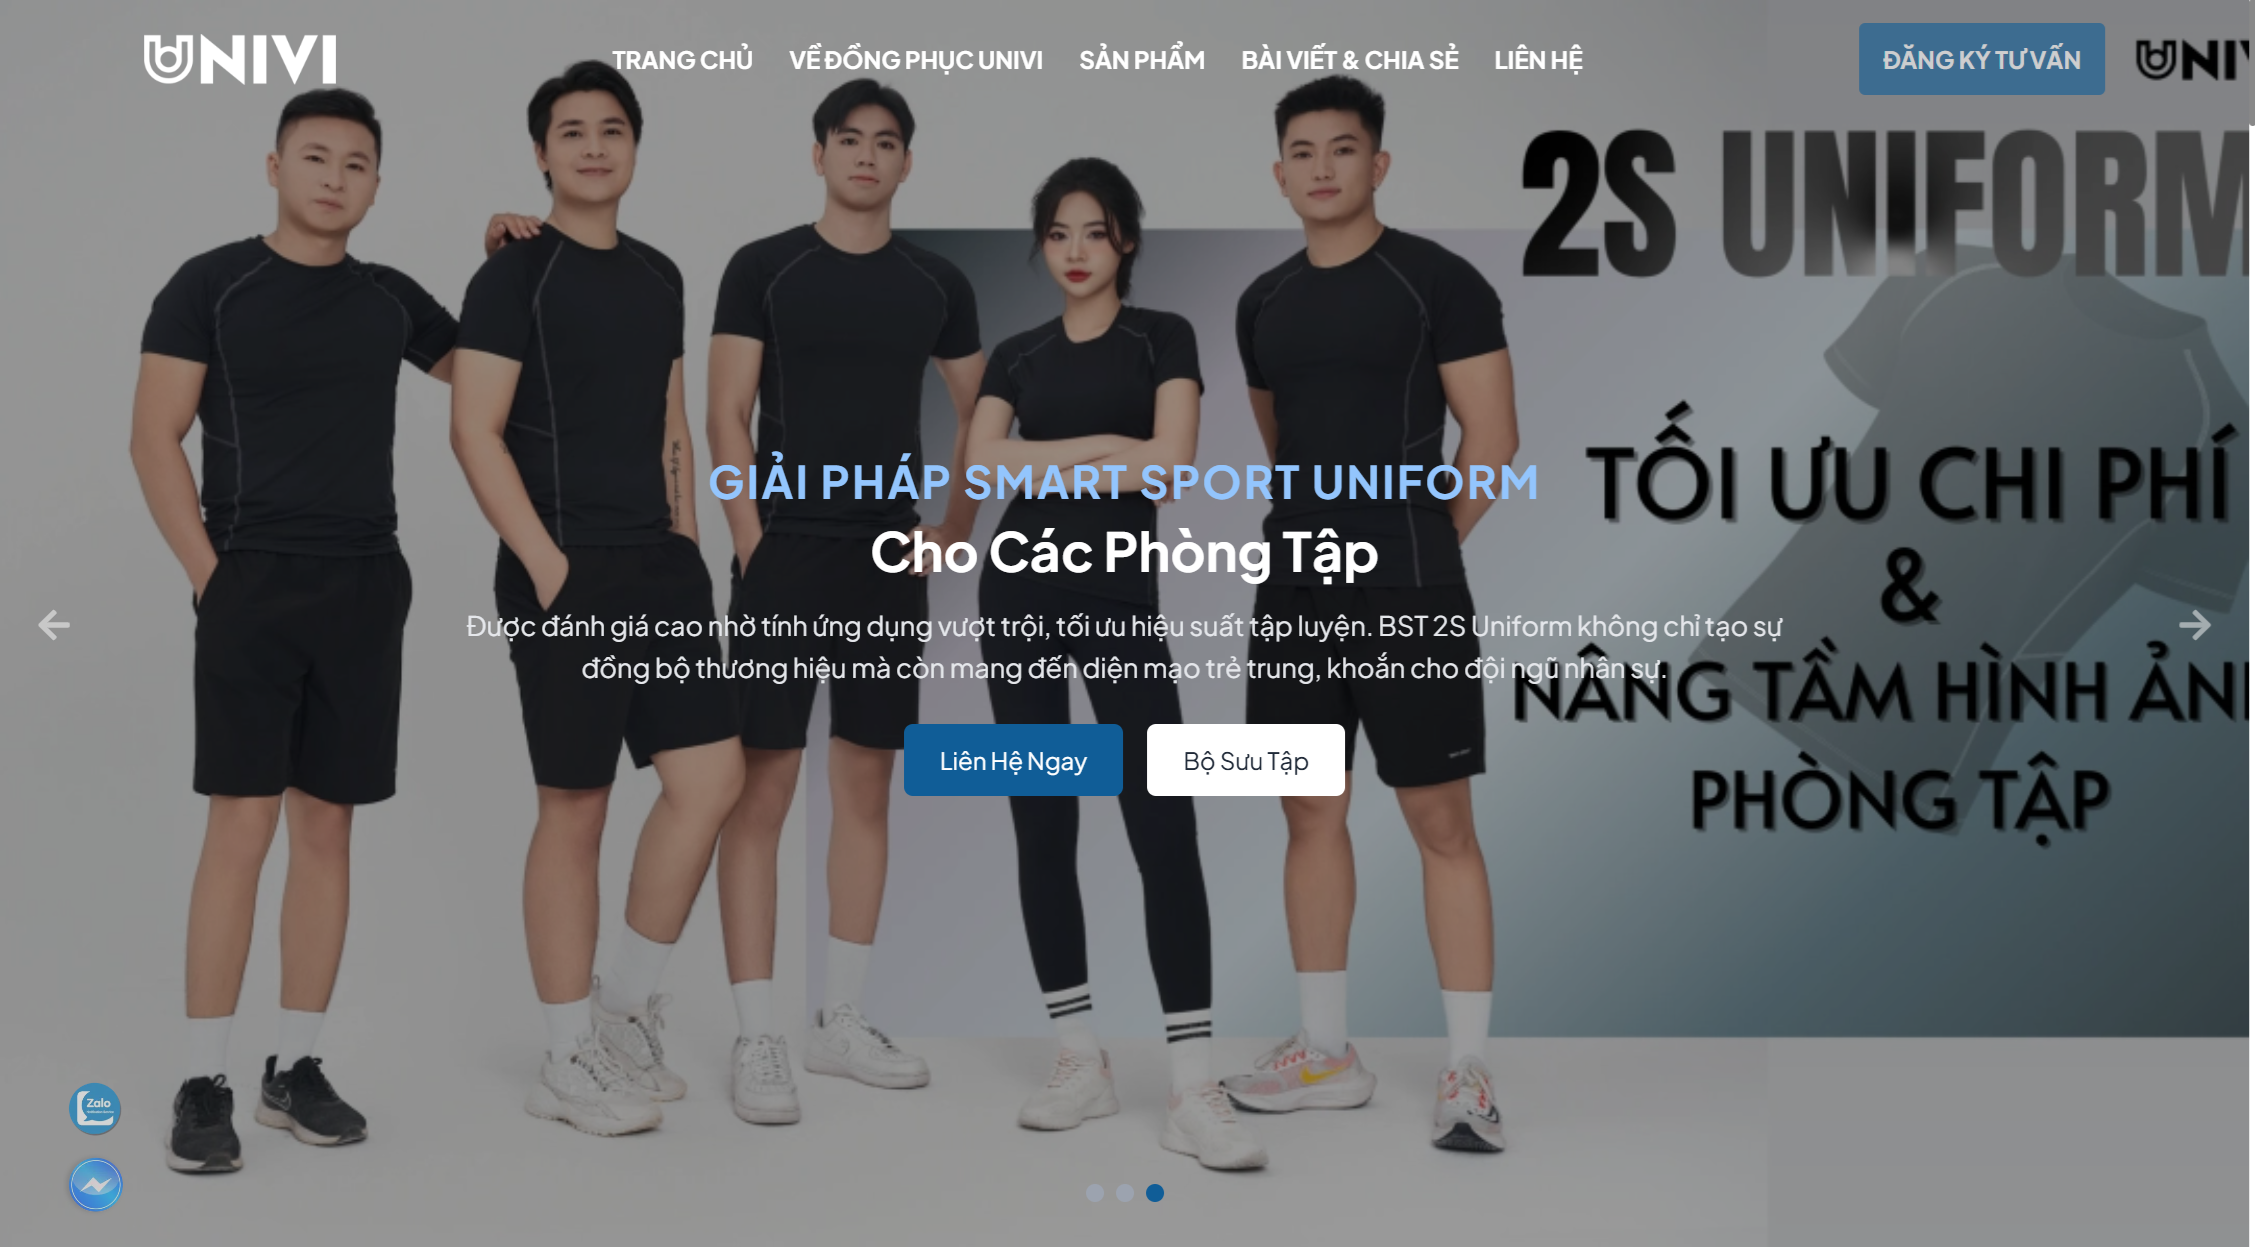 UNIVI
TRANG CHỦ
VỀ ĐỒNG PHỤC UNIVI
SẢN PHẨM
BÀI VIẾT & CHIA SẺ
LIÊN HỆ
ĐĂNG KÝ TƯ VẤN
UNIV
2S UNIFORM
TỐI ƯU CHI PHÍ
&
NÂNG TẦM HÌNH ẢN
PHÒNG TẬP
GIẢI PHÁP SMART SPORT UNIFORM
Cho Các Phòng Tập
Được đánh giá cao nhờ tính ứng dụng vượt trội, tối ưu hiệu suất tập luyện. BST 2S Uniform không chỉ tạo sự
đồng bộ thương hiệu mà còn mang đến diện mạo trẻ trung, khoắn cho đội ngũ nhân sự.
Liên Hệ Ngay
Bộ Sưu Tập
Zalo